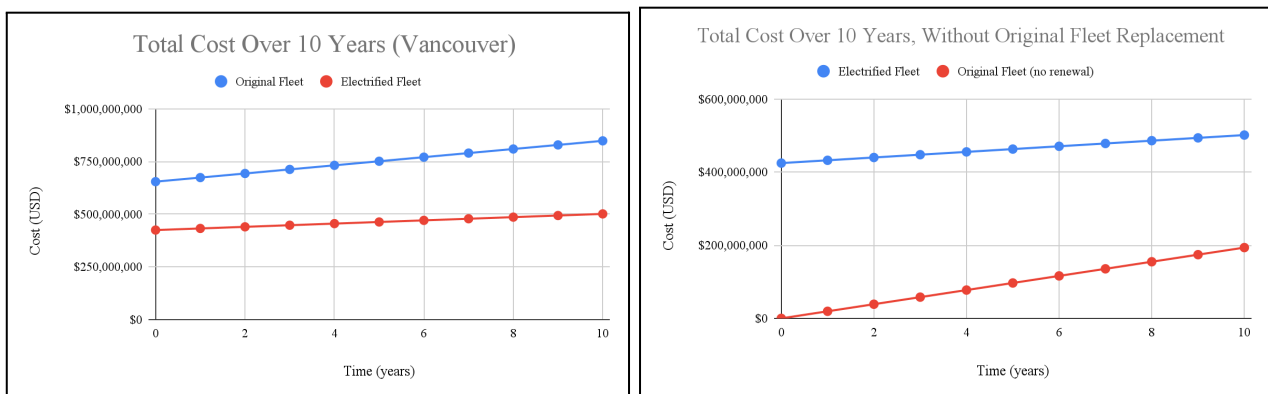 Total Cost Over 10 Years (Vancouver)
Original Fleet Electrified Fleet
$1,000,000,000
$750,000,000
$500,000,000
$250,000,000
$0
Cost (USD)
0 2 4 6 8 10
Time (years)
Total Cost Over 10 Years, Without Original Fleet Replacement
Electrified Fleet Original Fleet (no renewal)
$600,000,000
$400,000,000
$200,000,000
$0
Cost (USD)
0 2 4 6 8 10
Time (years)